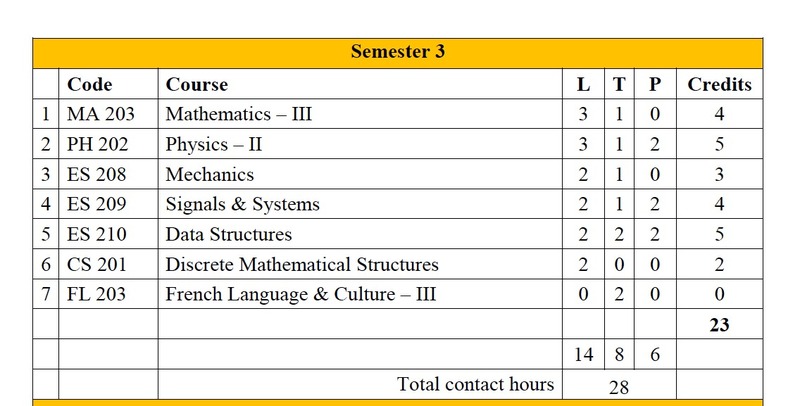 Semester 3
Code Course L T P Credits
1 MA 203 Mathematics – III 3 1 0 4
2 PH 202 Physics – II 3 1 2 5
3 ES 208 Mechanics 2 1 0 3
4 ES 209 Signals & Systems 2 1 2 4
5 ES 210 Data Structures 2 2 2 5
6 CS 201 Discrete Mathematical Structures 2 0 0 2
7 FL 203 French Language & Culture – III 0 2 0 0
23
14 8 6
Total contact hours 28